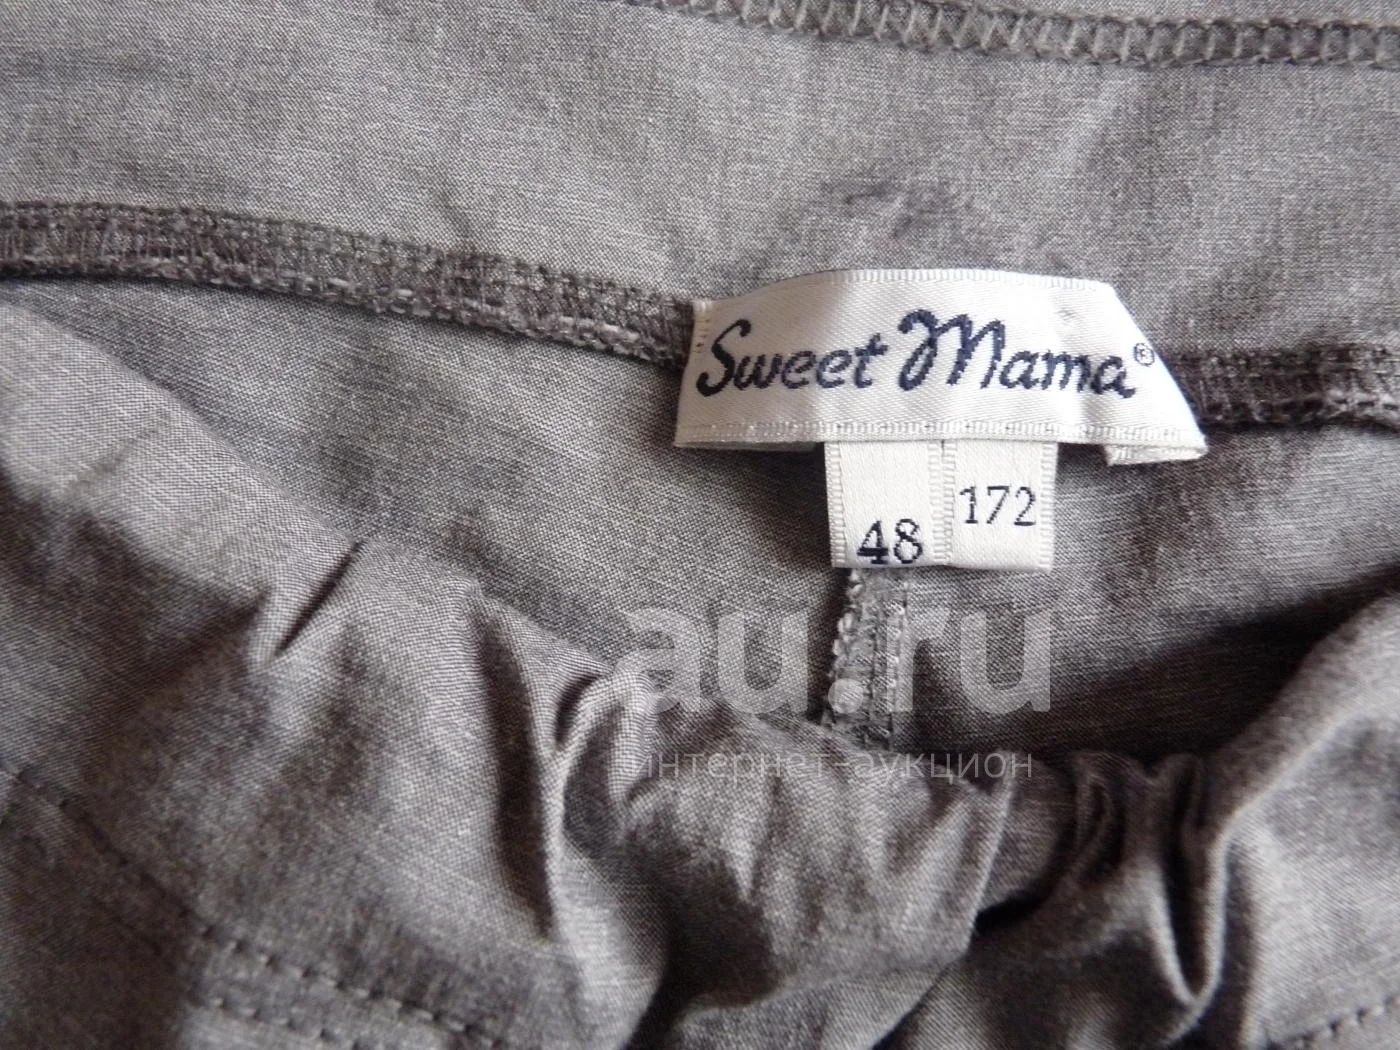 Sweet Mama®
48
172
au.ru
интернет-аукцион